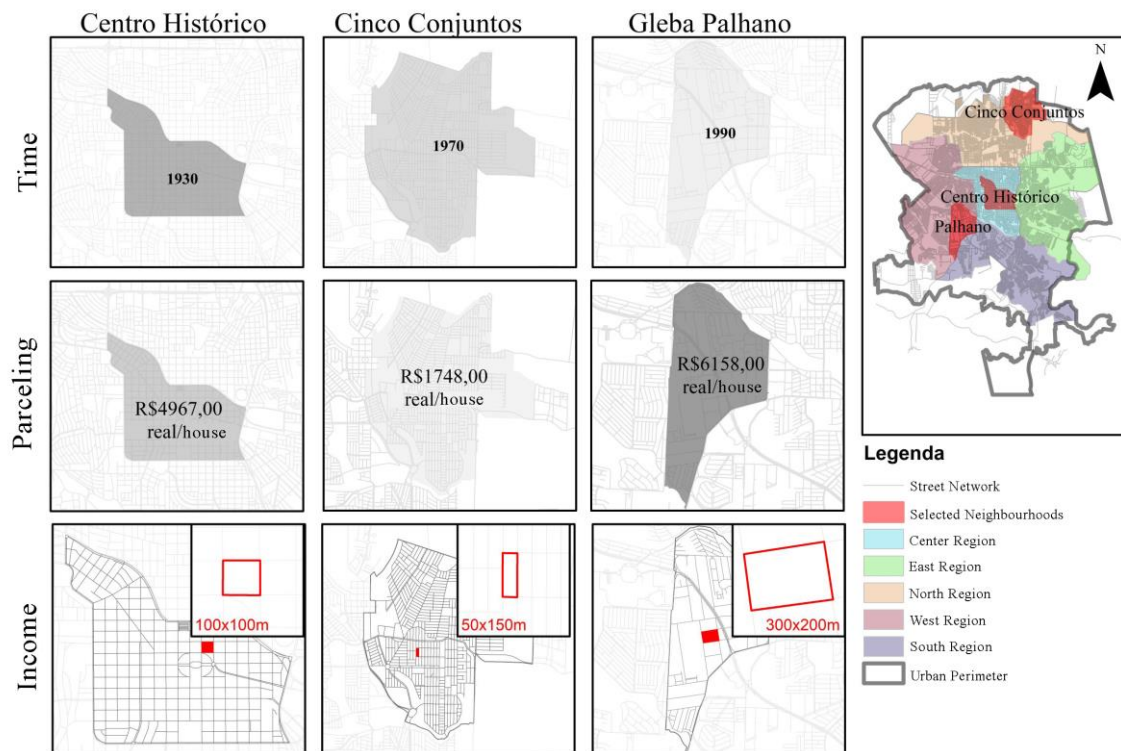 Centro Histórico
Cinco Conjuntos
Gleba Palhano
Time
1930
1970
1990
Parceling
R$4967,00
real/house
R$1748,00
real/house
R$6158,00
real/house
Income
100x100m
50x150m
300x200m
N
Cinco Conjuntos
Centro Histórico
Palhano
Legenda
Street Network
Selected Neighbourhoods
Center Region
East Region
North Region
West Region
South Region
Urban Perimeter